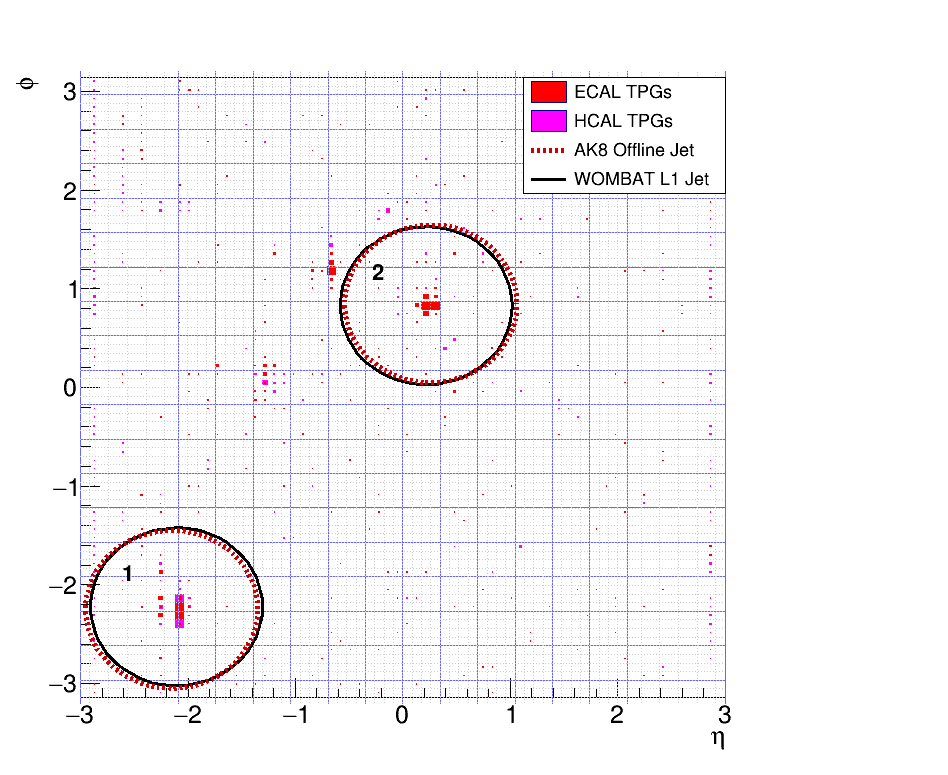 ϕ
3
2
1
0
−1
−2
−3
ECAL TPGs
HCAL TPGs
AK8 Offline Jet
WOMBAT L1 Jet
2
1
−3 −2 −1 0 1 2 3
η